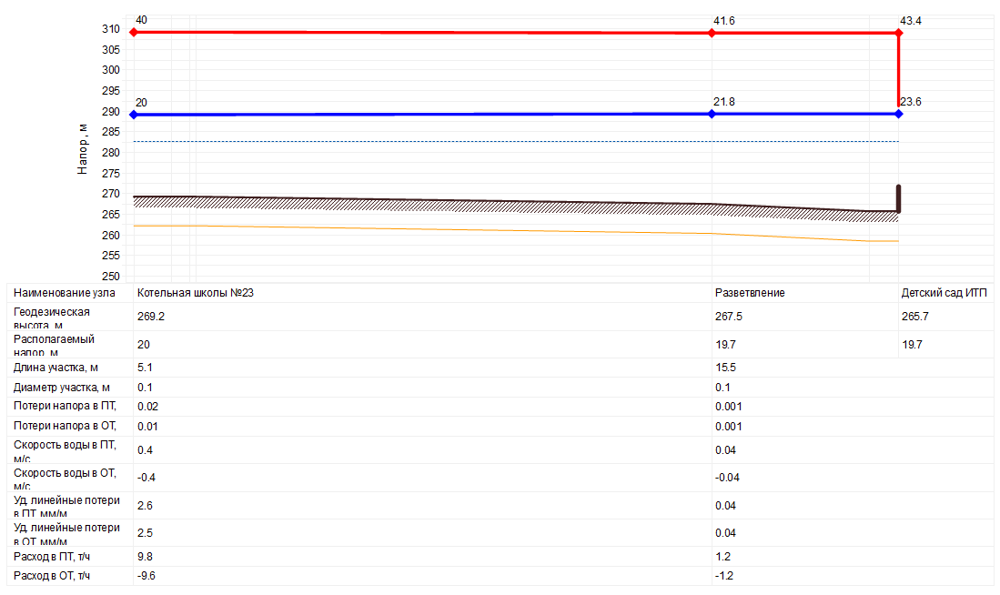 40
41.6
43.4
310
305
300
295
290
285
280
275
270
265
260
255
250
Напор, м
20
21.8
23.6
Наименование узла
Котельная школы №23
Разветвление
Детский сад ИТП
Геодезическая
высота, м
269.2
267.5
265.7
Располагаемый
напор, м
20
19.7
19.7
Длина участка, м
5.1
15.5
Диаметр участка, м
0.1
0.1
Потери напора в ПТ,
0.02
0.001
Потери напора в ОТ,
0.01
0.001
Скорость воды в ПТ,
м/с
0.4
0.04
Скорость воды в ОТ,
м/с
-0.4
-0.04
Уд. линейные потери
в ПТ, мм/м
2.6
0.04
Уд. линейные потери
в ОТ, мм/м
2.5
0.04
Расход в ПТ, т/ч
9.8
1.2
Расход в ОТ, т/ч
-9.6
-1.2